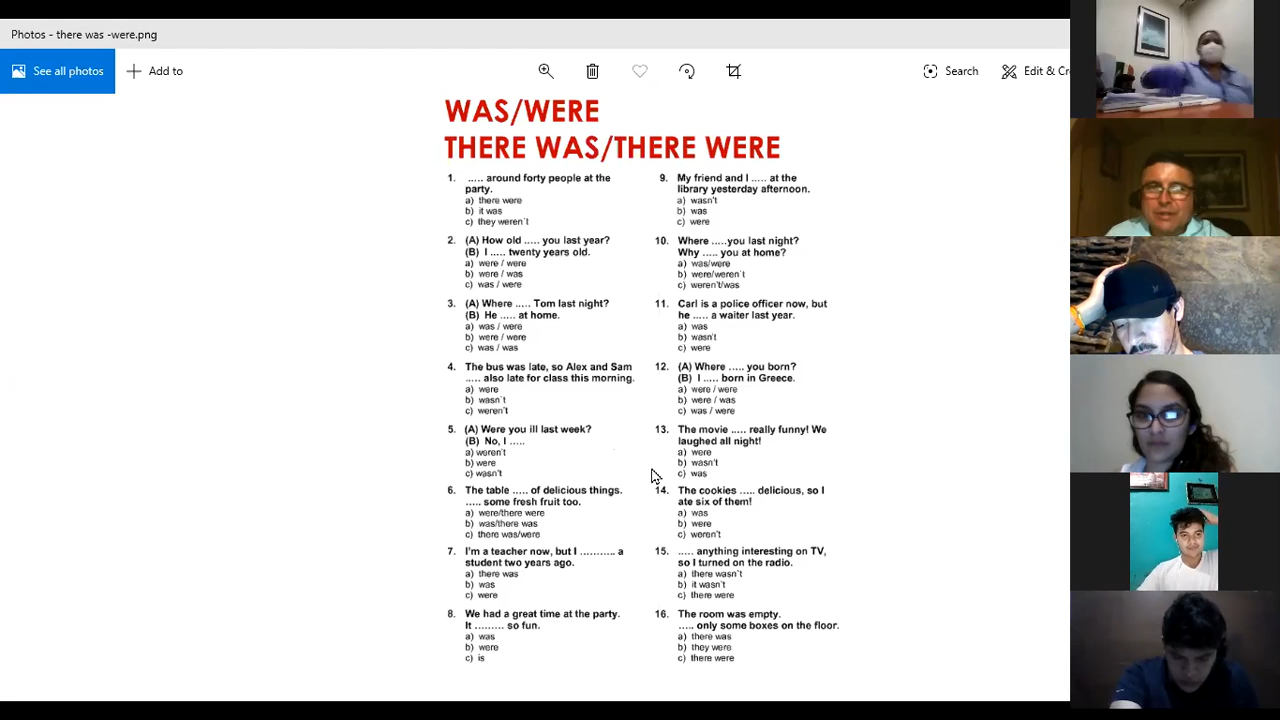 Photos - there was -were.png
See all photos
Add to
Search
Edit & Cr
WAS/WERE
THERE WAS/THERE WERE
1. ..... around forty people at the
party.
a) there were
b) it was
c) they weren`t
2. (A) How old ..... you last year?
(B) I ..... twenty years old.
a) were / were
b) were / was
c) was / were
3. (A) Where ..... Tom last night?
(B) He ..... at home.
a) was / were
b) were / were
c) was / was
4. The bus was late, so Alex and Sam
..... also late for class this morning.
a) were
b) wasn`t
c) weren't
5. (A) Were you ill last week?
(B) No, I .....
a) weren't
b) were
c) wasn't
6. The table ..... of delicious things.
..... some fresh fruit too.
a) were/there were
b) was/there was
c) there was/were
7. I'm a teacher now, but I .......... a
student two years ago.
a) there was
b) was
c) were
8. We had a great time at the party.
It ......... so fun.
a) was
b) were
c) is
9. My friend and I ..... at the
library yesterday afternoon.
a) wasn't
b) was
c) were
10. Where .....you last night?
Why ..... you at home?
a) was/were
b) were/weren`t
c) weren't/was
11. Carl is a police officer now, but
he ..... a waiter last year.
a) was
b) wasn't
c) were
12. (A) Where ..... you born?
(B) I ..... born in Greece.
a) were / were
b) were / was
c) was / were
13. The movie ..... really funny! We
laughed all night!
a) were
b) wasn't
c) was
14. The cookies ..... delicious, so I
ate six of them!
a) was
b) were
c) weren't
15. ..... anything interesting on TV,
so I turned on the radio.
a) there wasn`t
b) it wasn't
c) there were
16. The room was empty.
..... only some boxes on the floor.
a) there was
b) they were
c) there were